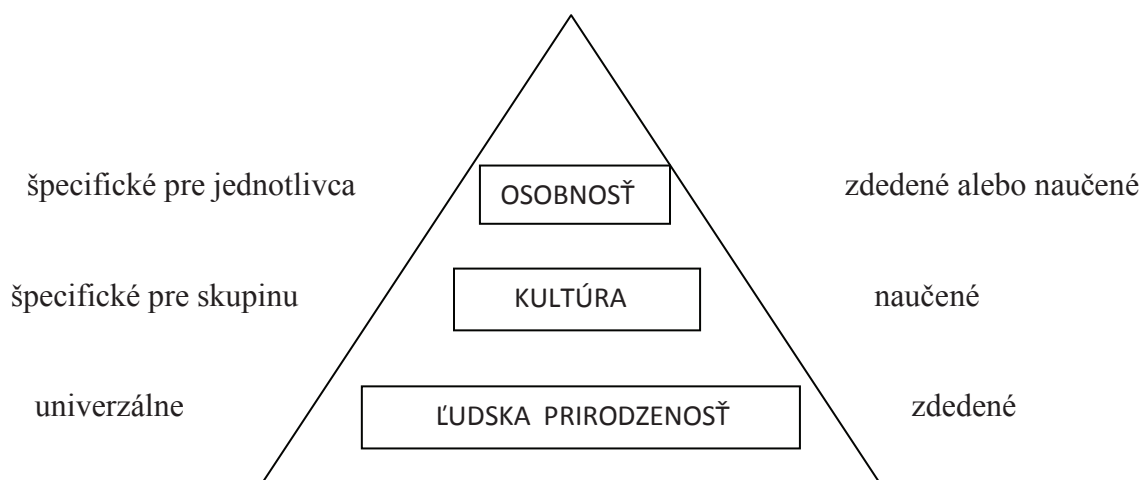 špecifické pre jednotlivca OSOBNOSŤ zdedené alebo naučené
špecifické pre skupinu KULTÚRA naučené
univerzálne ĽUDSKA PRIRODZENOSŤ zdedené